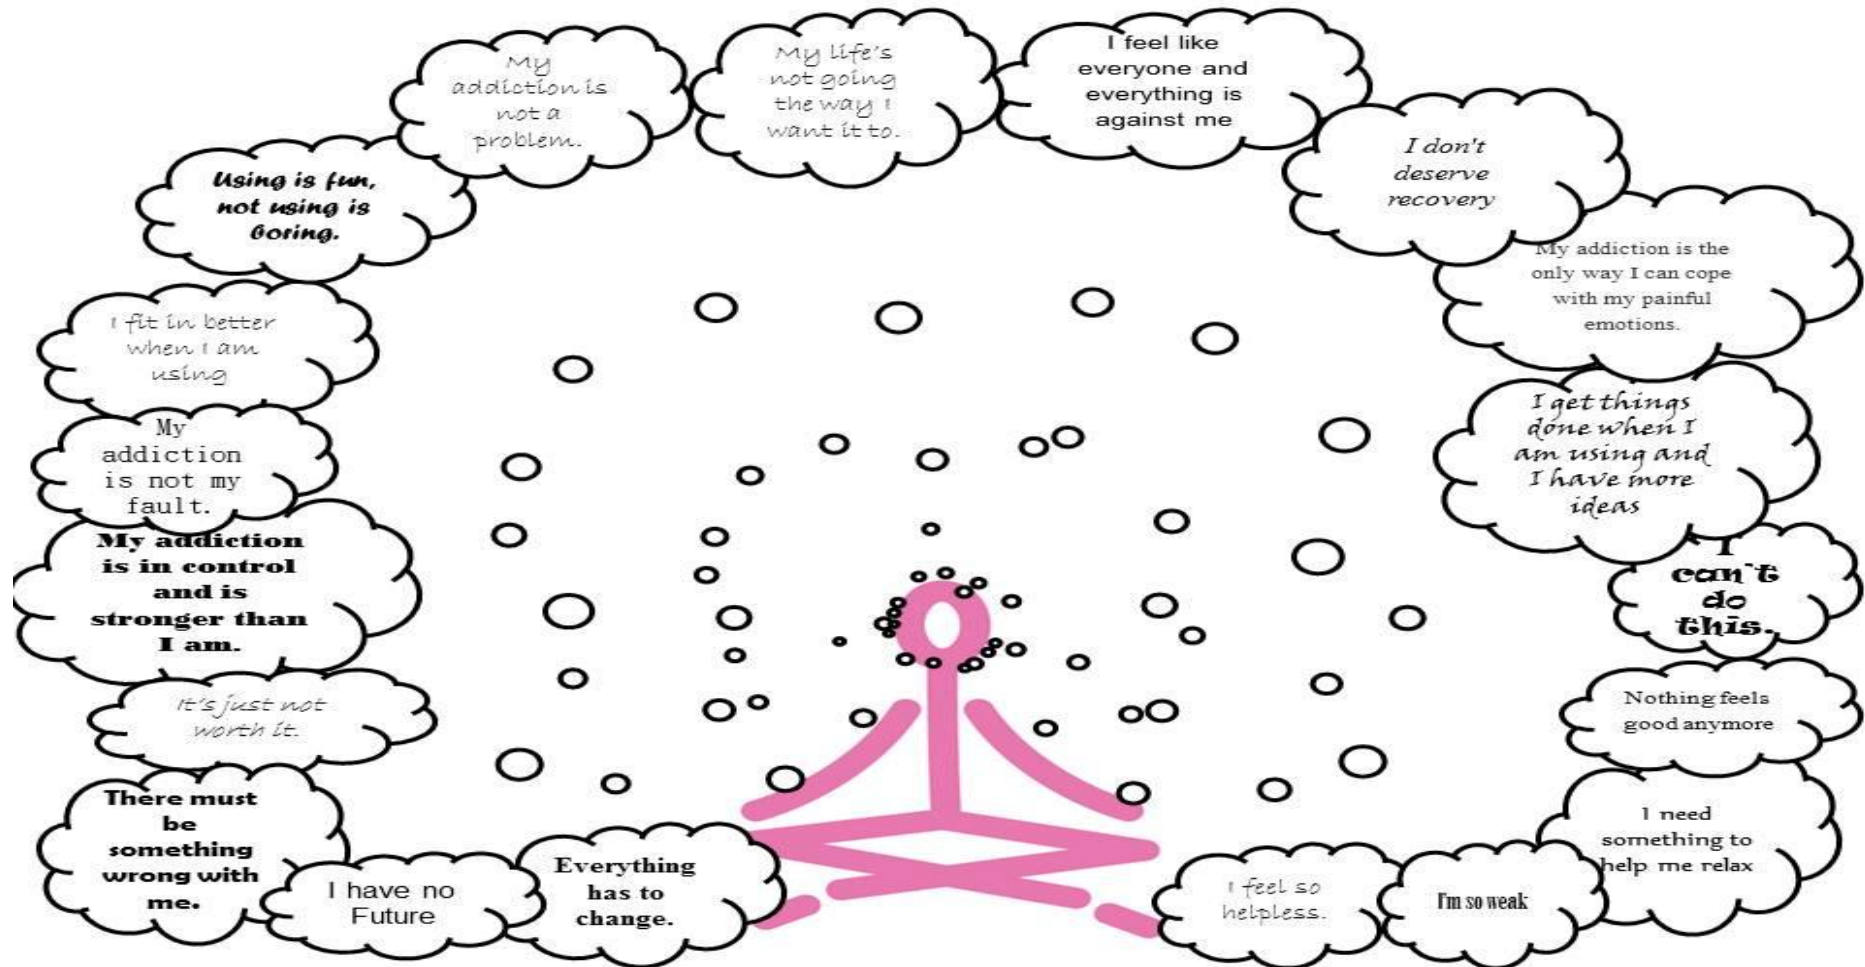 My
addiction is
not a
problem.
My life's
not going
the way I
want it to.
I feel like
everyone and
everything is
against me
I don't
deserve
recovery
My addiction is the
only way I can cope
with my painful
emotions.
I get things
done when I
am using and
I have more
ideas
I
can't
do
this.
Nothing feels
good anymore
I need
something to
help me relax
I'm so weak
I feel so
helpless.
Everything
has to
change.
I have no
Future
There must
be
something
wrong with
me.
It's just not
worth it.
My addiction
is in control
and is
stronger than
I am.
My
addiction
is not my
fault.
I fit in better
when I am
using
Using is fun,
not using is
boring.